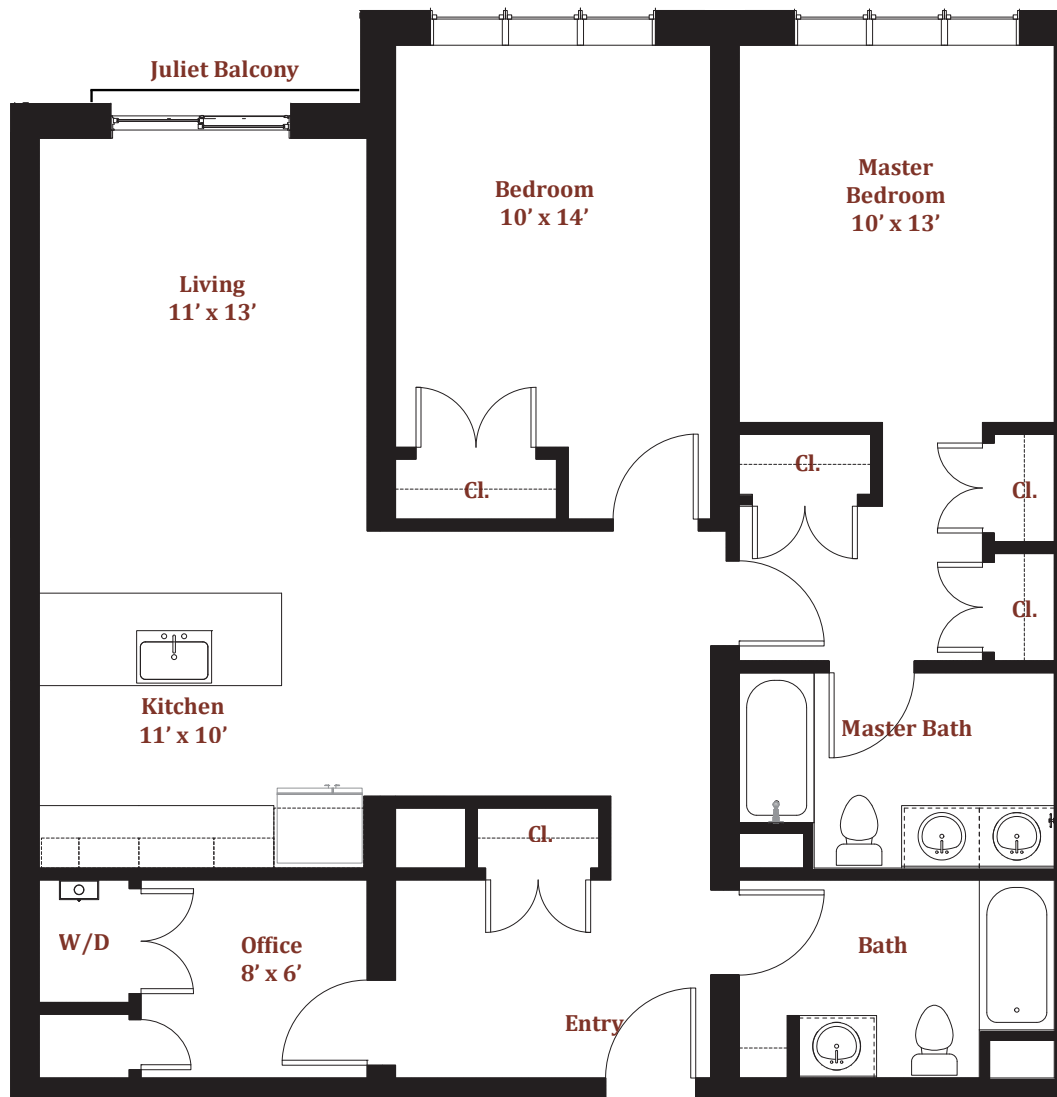 Juliet Balcony
Bedroom
10’ x 14’
Master
Bedroom
10’ x 13’
Living
11’ x 13’
Cl.
Cl.
Cl.
Cl.
Kitchen
11’ x 10’
Master Bath
Cl.
W/D
Office
8’ x 6’
Bath
Entry